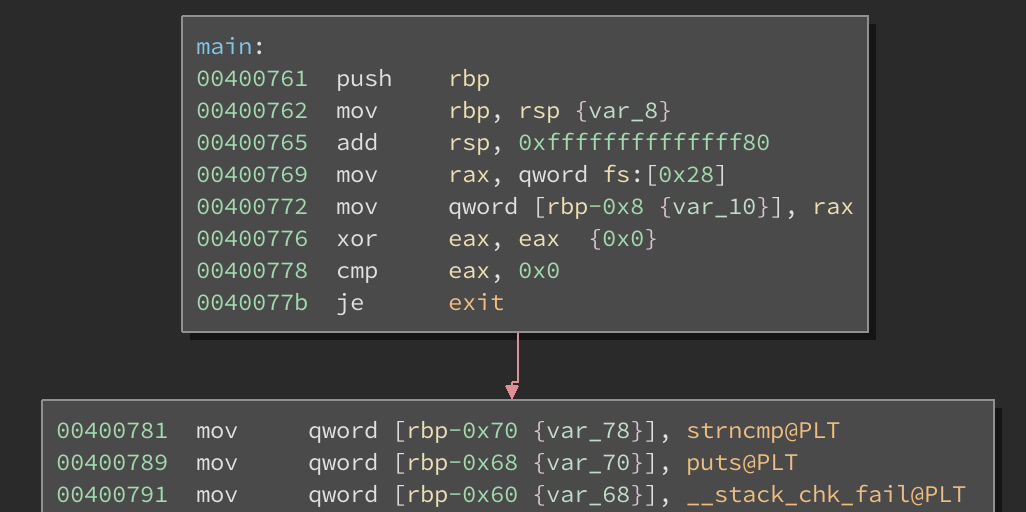 main:
00400761 push rbp
00400762 mov rbp, rsp {var_8}
00400765 add rsp, 0xffffffffffffff80
00400769 mov rax, qword fs:[0x28]
00400772 mov qword [rbp-0x8 {var_10}], rax
00400776 xor eax, eax {0x0}
00400778 cmp eax, 0x0
0040077b je exit
00400781 mov qword [rbp-0x70 {var_78}], strncmp@PLT
00400789 mov qword [rbp-0x68 {var_70}], puts@PLT
00400791 mov qword [rbp-0x60 {var_68}], __stack_chk_fail@PLT